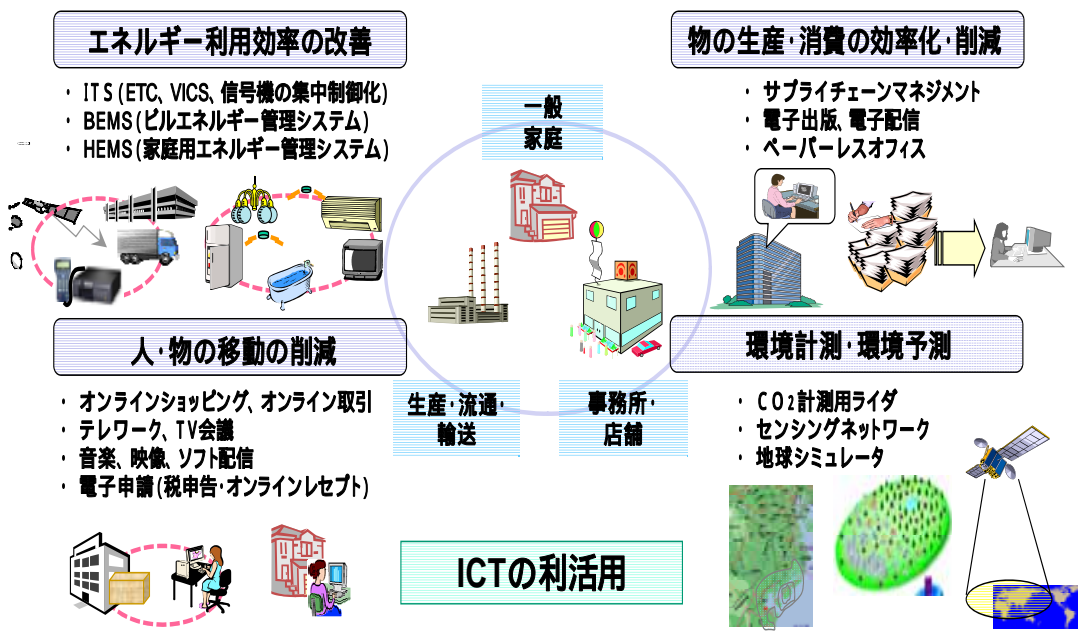 エネルギー利用効率の改善
・ ITS(ETC、VICS、信号機の集中制御化)
・ BEMS(ビルエネルギー管理システム)
・ HEMS(家庭用エネルギー管理システム)
物の生産・消費の効率化・削減
・ サプライチェーンマネジメント
・ 電子出版、電子配信
・ ペーパーレスオフィス
一般
家庭
生産・流通・
輸送
事務所・
店舗
人・物の移動の削減
・ オンラインショッピング、オンライン取引
・ テレワーク、TV会議
・ 音楽、映像、ソフト配信
・ 電子申請(税申告・オンラインレセプト)
環境計測・環境予測
・ CO2計測用ライダ
・ センシングネットワーク
・ 地球シミュレータ
ICTの利活用